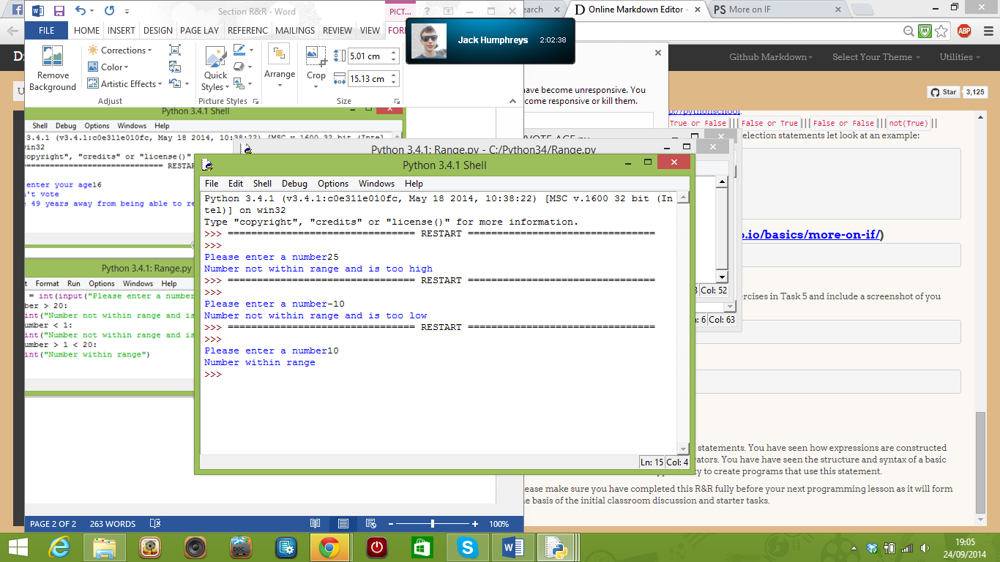 Section R&R - Word
PICT...
earch
Online Markdown Editor -
PS More on IF
FILE HOME INSERT DESIGN PAGE LAY REFERENC MAILINGS REVIEW VIEW FOR
Jack Humphreys 2:02:38
ABP
Github Markdown Select Your Theme Utilities
Remove Background
Corrections
Color
Artistic Effects
Adjust
Quick Styles
Picture Styles
Arrange
Crop
5.01 cm
15.13 cm
Size
have become unresponsive. You
come responsive or kill them.
Star 3,125
Python 3.4.1 Shell
Shell Debug Options Windows Help
3.4.1 (v3.4.1:c0e311e010fc, May 18 2014, 10:38:22) [MSC v.1600 32 bit (Intel
win32
copyright", "credits" or "license()"
============================ RESTAR
enter your age16
n't vote
49 years away from being able to re
p://pythonschool.
True or False||| False or True||| False or False|||not(True)||
election statements let look at an example:
VOTE AGE.py
Python 3.4.1: Range.py - C:/Python34/Range.py
Python 3.4.1 Shell
File Edit Shell Debug Options Windows Help
Python 3.4.1 (v3.4.1:c0e311e010fc, May 18 2014, 10:38:22) [MSC v.1600 32 bit (In
tel)] on win32
Type "copyright", "credits" or "license()" for more information.
>>> ================================ RESTART ================================
>>>
Please enter a number25
Number not within range and is too high
>>> ================================ RESTART ================================
>>>
Please enter a number-10
Number not within range and is too low
>>> ================================ RESTART ================================
>>>
Please enter a number10
Number within range
>>>
Ln: 15 Col: 4
Python 3.4.1: Range.py
t Format Run Options Windows Help
= int(input("Please enter a number
ber > 20:
int("Number not within range and is
umber < 1:
int("Number not within range and is
umber > 1 < 20:
int("Number within range")
o.io/basics/more-on-if/)
Col: 52
ercises in Task 5 and include a screenshot of you
n: 6 Col: 63
statements. You have seen how expressions are constructed
rators. You have have seen the structure and syntax of a basic
ty to create programs that use this statement.
ease make sure you have completed this R&R fully before your next programming lesson as it will form
e basis of the initial classroom discussion and starter tasks.
PAGE 2 OF 2 263 WORDS 100%
DOC
19:05
24/09/2014